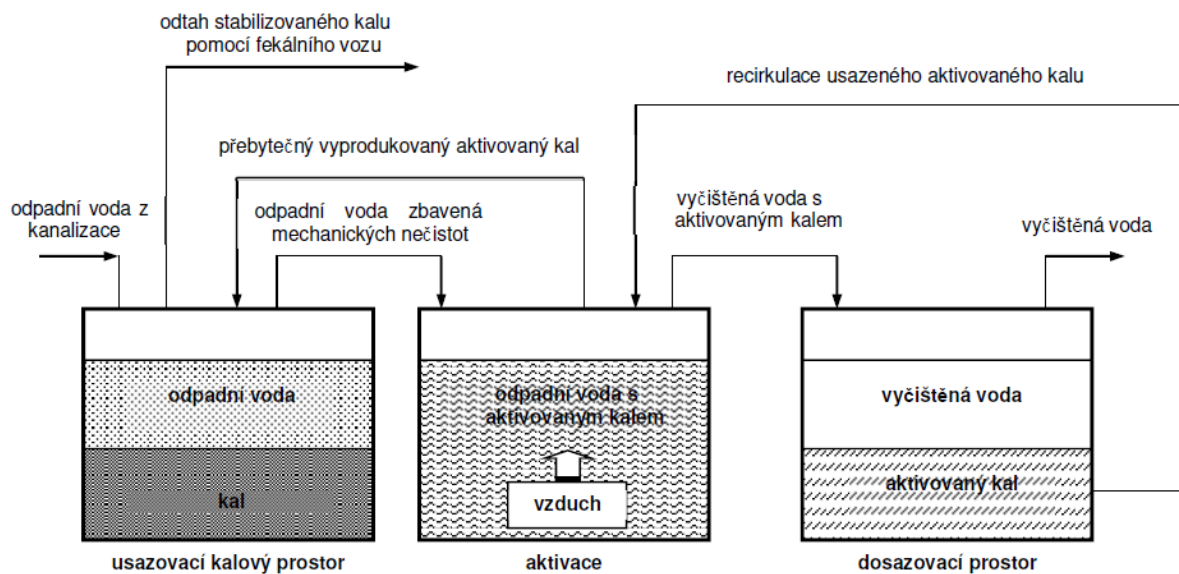 odtah stabilizovaného kalu
pomocí fekálního vozu
recirkulace usazeného aktivovaného kalu
přebytečný vyprodukovaný aktivovaný kal
odpadní voda z
kanalizace
odpadní voda zbavená
mechanických nečistot
vyčištěná voda s
aktivovaným kalem
vyčištěná voda
odpadní voda
kal
usazovací kalový prostor
odpadní voda s
aktivovaným kalem
vzduch
aktivace
vyčištěná voda
aktivovaný kal
dosazovací prostor